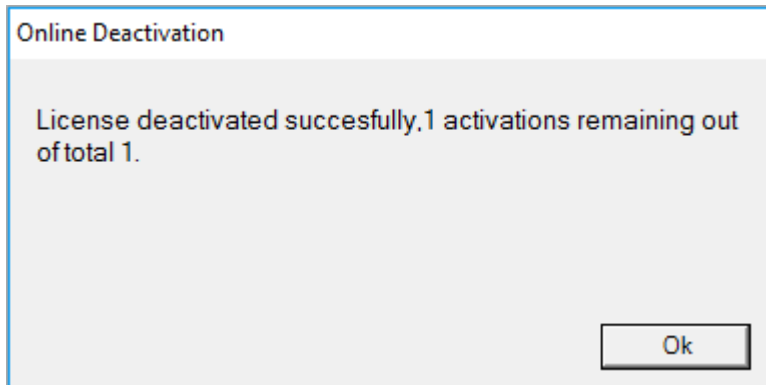 Online Deactivation
License deactivated succesfully,1 activations remaining out
of total 1.
Ok